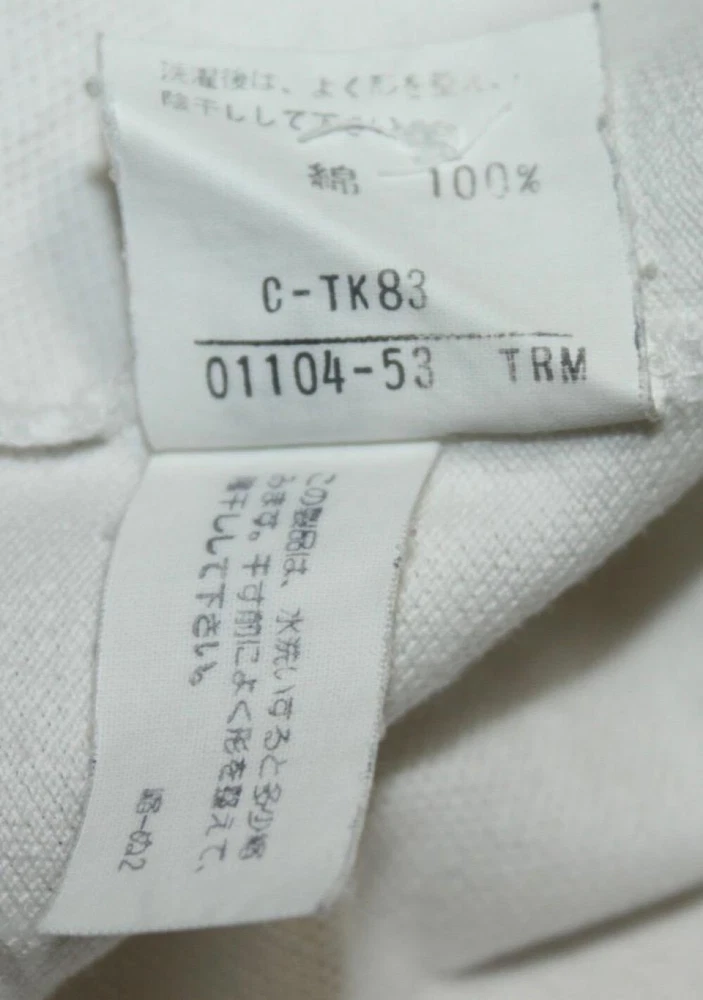 洗濯後は、よく形を整え、
陰干しして下さい。
綿 100%
C-TK83
01104-53 TRM
この製品は、水洗いすると多少縮
みます。干す前によく形を整えて、
陰干しして下さい。